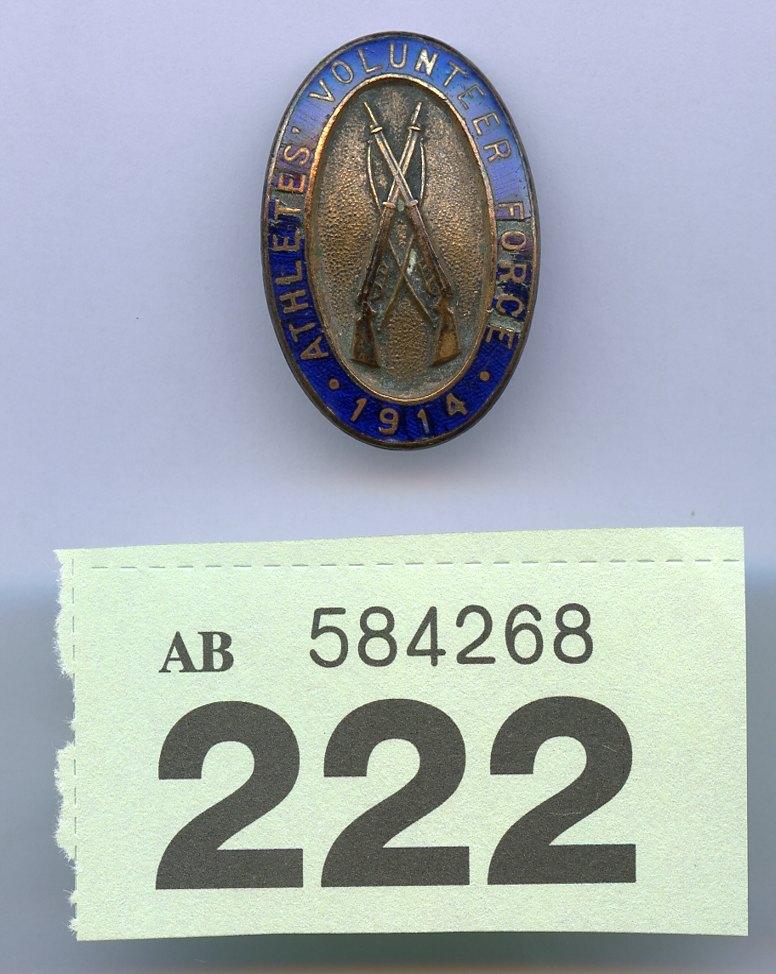 ATHLETES' VOLUNTEER FORCE
• 1914 •
AB 584268
222